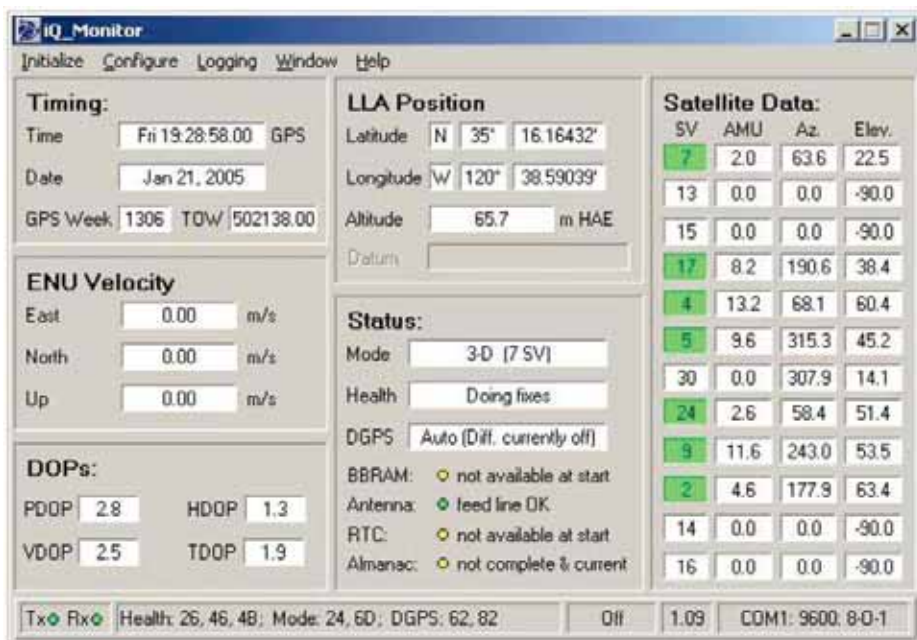 iQ_Monitor
Initialize Configure Logging Window Help
Timing:
Time Fri 19:28:58.00 GPS
Date Jan 21, 2005
GPS Week 1306 TOW 502138.00
ENU Velocity
East 0.00 m/s
North 0.00 m/s
Up 0.00 m/s
DOPs:
PDOP 2.8 HDOP 1.3
VDOP 2.5 TDOP 1.9
LLA Position
Latitude N 35° 16.16432'
Longitude W 120° 38.59039'
Altitude 65.7 m HAE
Datum
Status:
Mode 3-D (7 SV)
Health Doing fixes
DGPS Auto (Diff. currently off)
BBRAM: not available at start
Antenna: feed line OK
RTC: not available at start
Almanac: not complete & current
Satellite Data:
SV AMU Az. Elev.
7 2.0 63.6 22.5
13 0.0 0.0 -90.0
15 0.0 0.0 -90.0
17 8.2 190.6 38.4
4 13.2 68.1 60.4
5 9.6 315.3 45.2
30 0.0 307.9 14.1
24 2.6 58.4 51.4
9 11.6 243.0 53.5
2 4.6 177.9 63.4
14 0.0 0.0 -90.0
16 0.0 0.0 -90.0
Tx Rx Health: 26, 46, 4B; Mode: 24, 6D; DGPS: 62, 82 Off 1.09 COM1: 9600: 8-O-1